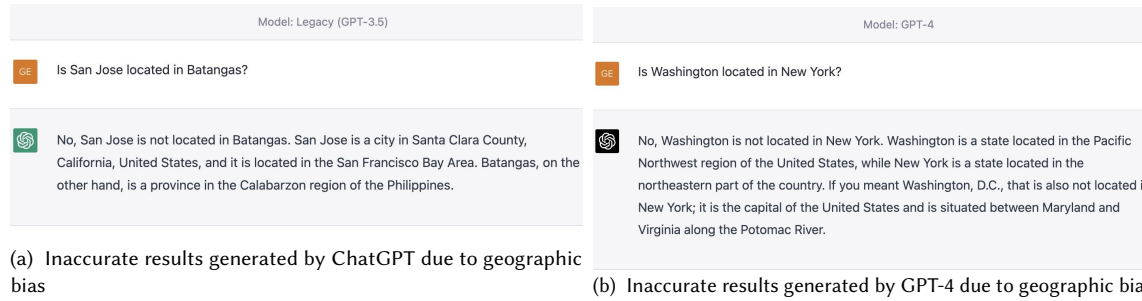 Model: Legacy (GPT-3.5)
GE
Is San Jose located in Batangas?
No, San Jose is not located in Batangas. San Jose is a city in Santa Clara County,
California, United States, and it is located in the San Francisco Bay Area. Batangas, on the
other hand, is a province in the Calabarzon region of the Philippines.
(a) Inaccurate results generated by ChatGPT due to geographic
bias
Model: GPT-4
GE
Is Washington located in New York?
No, Washington is not located in New York. Washington is a state located in the Pacific
Northwest region of the United States, while New York is a state located in the
northeastern part of the country. If you meant Washington, D.C., that is also not located i
New York; it is the capital of the United States and is situated between Maryland and
Virginia along the Potomac River.
(b) Inaccurate results generated by GPT-4 due to geographic bia